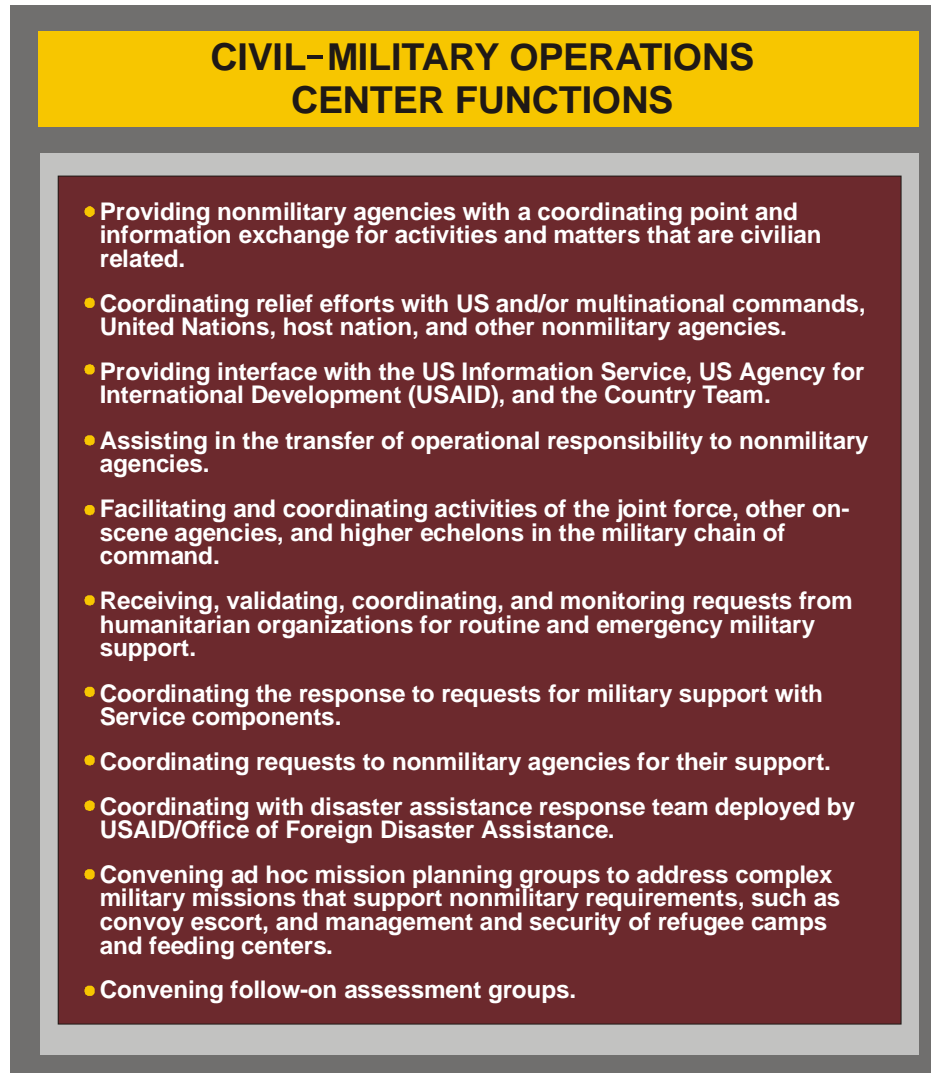 CIVIL-MILITARY OPERATIONS
CENTER FUNCTIONS
• Providing nonmilitary agencies with a coordinating point and
information exchange for activities and matters that are civilian
related.
• Coordinating relief efforts with US and/or multinational commands,
United Nations, host nation, and other nonmilitary agencies.
• Providing interface with the US Information Service, US Agency for
International Development (USAID), and the Country Team.
• Assisting in the transfer of operational responsibility to nonmilitary
agencies.
• Facilitating and coordinating activities of the joint force, other on-
scene agencies, and higher echelons in the military chain of
command.
• Receiving, validating, coordinating, and monitoring requests from
humanitarian organizations for routine and emergency military
support.
• Coordinating the response to requests for military support with
Service components.
• Coordinating requests to nonmilitary agencies for their support.
• Coordinating with disaster assistance response team deployed by
USAID/Office of Foreign Disaster Assistance.
• Convening ad hoc mission planning groups to address complex
military missions that support nonmilitary requirements, such as
convoy escort, and management and security of refugee camps
and feeding centers.
• Convening follow-on assessment groups.